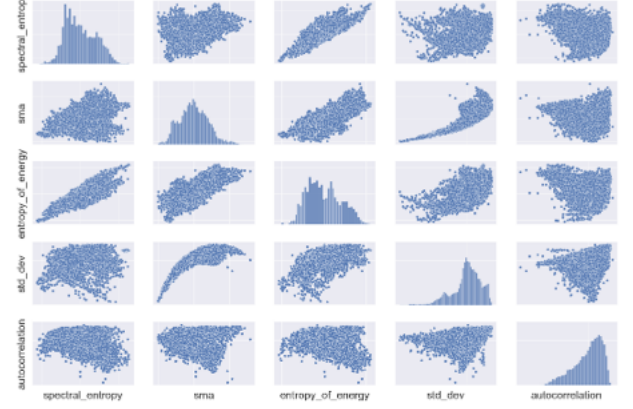 spectral_entrop
sma
entropy_of_energy
std_dev
autocorrelation
spectral_entropy sma entropy_of_energy std_dev autocorrelation